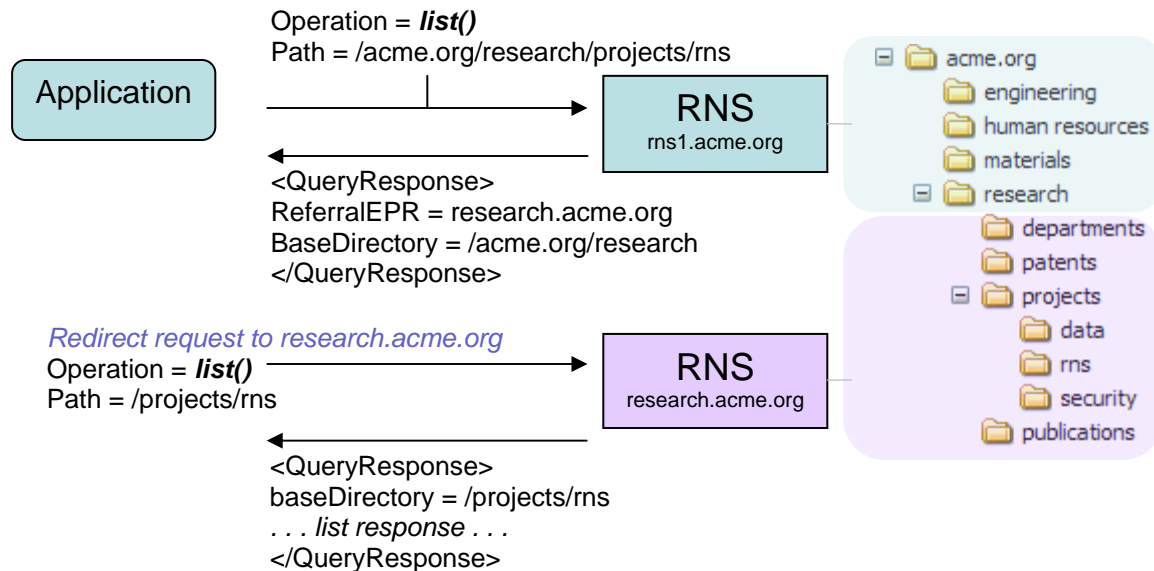 Operation = list()
Path = /acme.org/research/projects/rns
Application
RNS
rns1.acme.org
<QueryResponse>
ReferralEPR = research.acme.org
BaseDirectory = /acme.org/research
</QueryResponse>
Redirect request to research.acme.org
Operation = list()
Path = /projects/rns
RNS
research.acme.org
<QueryResponse>
baseDirectory = /projects/rns
. . . list response . . .
</QueryResponse>
acme.org
engineering
human resources
materials
research
departments
patents
projects
data
rns
security
publications